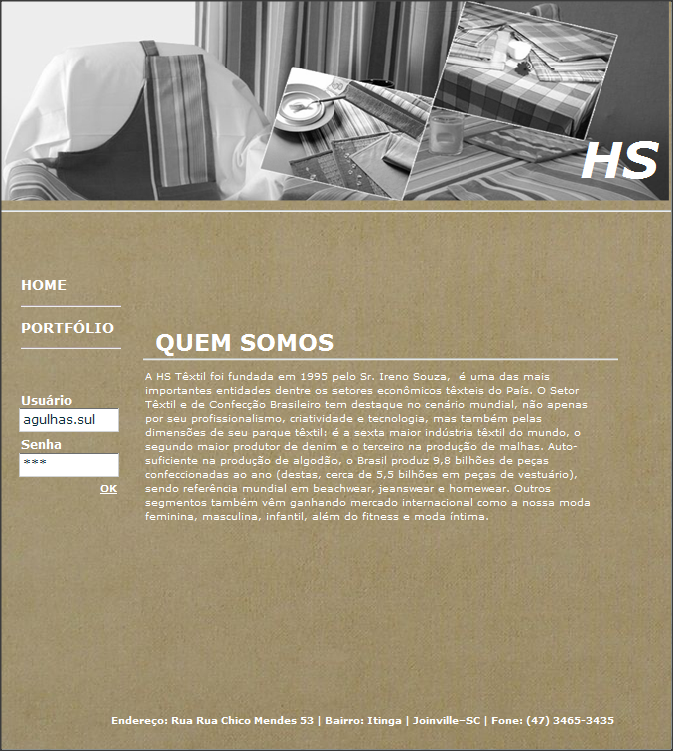 HS
HOME
PORTFÓLIO
QUEM SOMOS
A HS Têxtil foi fundada em 1995 pelo Sr. Ireno Souza,  é uma das mais
importantes entidades dentre os setores econômicos têxteis do País. O Setor
Têxtil e de Confecção Brasileiro tem destaque no cenário mundial, não apenas
por seu profissionalismo, criatividade e tecnologia, mas também pelas
dimensões de seu parque têxtil: é a sexta maior indústria têxtil do mundo, o
segundo maior produtor de denim e o terceiro na produção de malhas. Auto-
suficiente na produção de algodão, o Brasil produz 9,8 bilhões de peças
confeccionadas ao ano (destas, cerca de 5,5 bilhões em peças de vestuário),
sendo referência mundial em beachwear, jeanswear e homewear. Outros
segmentos também vêm ganhando mercado internacional como a nossa moda
feminina, masculina, infantil, além do fitness e moda íntima.
Usuário
agulhas.sul
Senha
***
OK
Endereço: Rua Rua Chico Mendes 53 | Bairro: Itinga | Joinville–SC | Fone: (47) 3465-3435